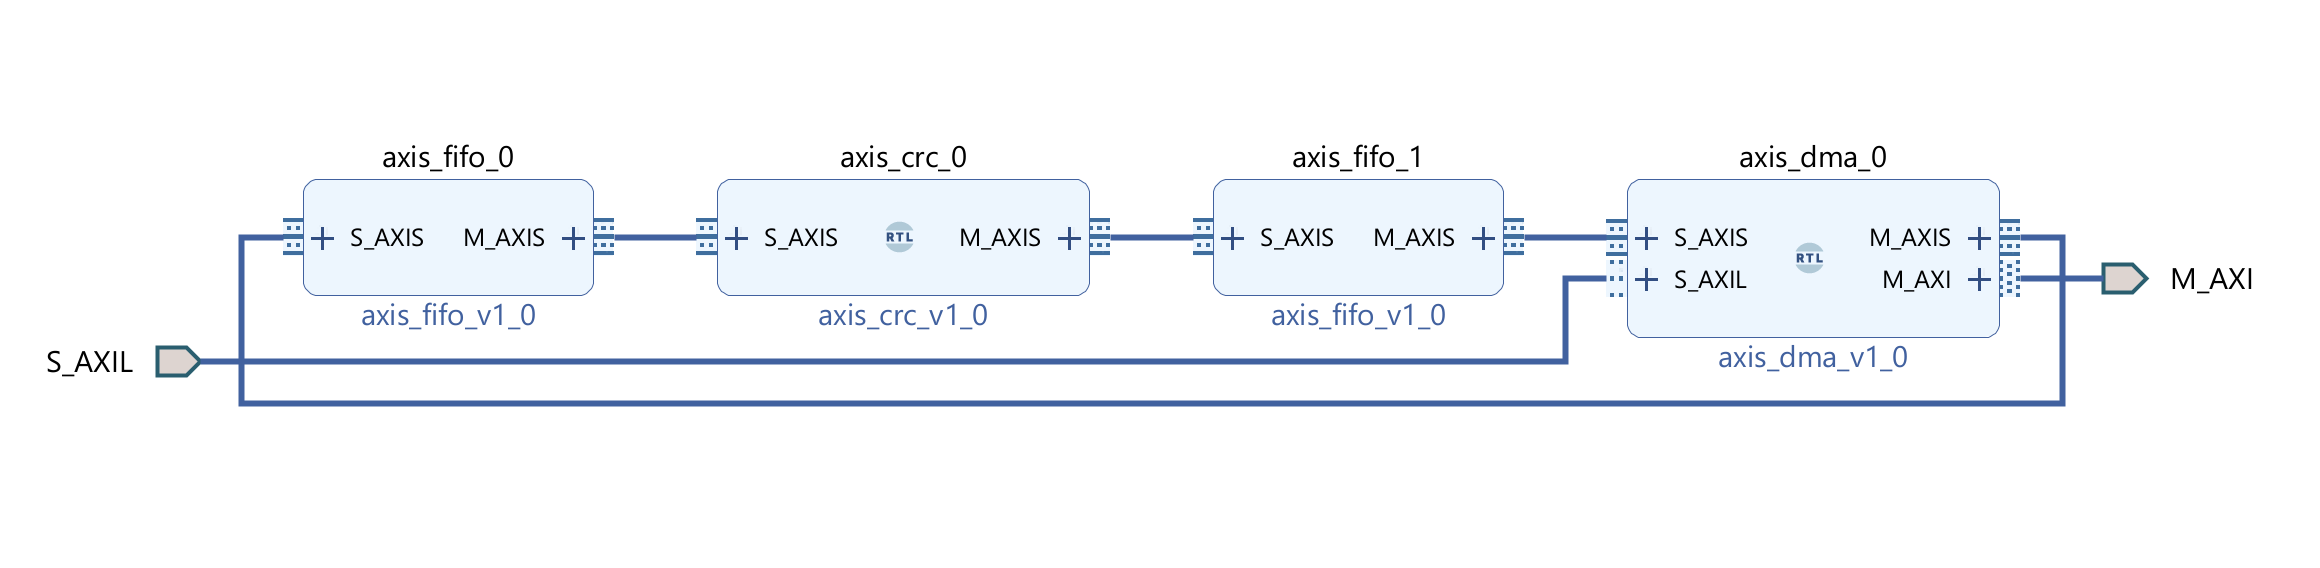 axis_fifo_0
S_AXIS M_AXIS
axis_fifo_v1_0
axis_crc_0
S_AXIS RTL M_AXIS
axis_crc_v1_0
axis_fifo_1
S_AXIS M_AXIS
axis_fifo_v1_0
axis_dma_0
S_AXIS M_AXIS
RTL
S_AXIL M_AXI
axis_dma_v1_0
S_AXIL
M_AXI